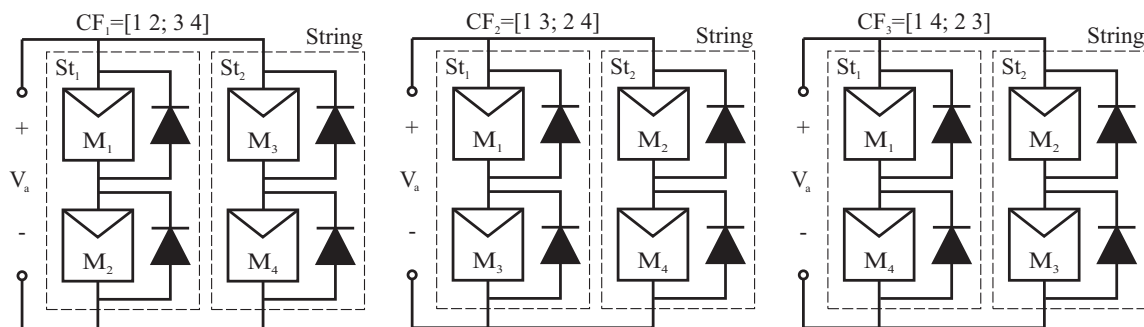 CF₁=[1 2; 3 4]
String
St₁
St₂
M₁
M₃
+
Vₐ
-
M₂
M₄
CF₂=[1 3; 2 4]
String
St₁
St₂
M₁
M₂
+
Vₐ
-
M₃
M₄
CF₃=[1 4; 2 3]
String
St₁
St₂
M₁
M₂
+
Vₐ
-
M₄
M₃